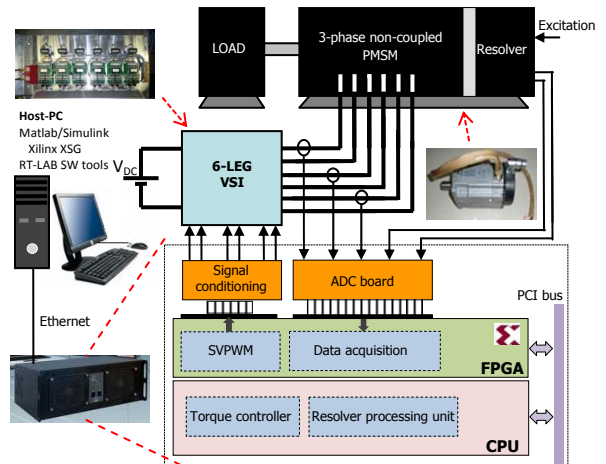 LOAD
3-phase non-coupled
PMSM
Resolver
Excitation
Host-PC
Matlab/Simulink
Xilinx XSG
RT-LAB SW tools
VDC
6-LEG
VSI
Signal
conditioning
ADC board
PCI bus
Ethernet
SVPWM
Data acquisition
FPGA
Torque controller
Resolver processing unit
CPU